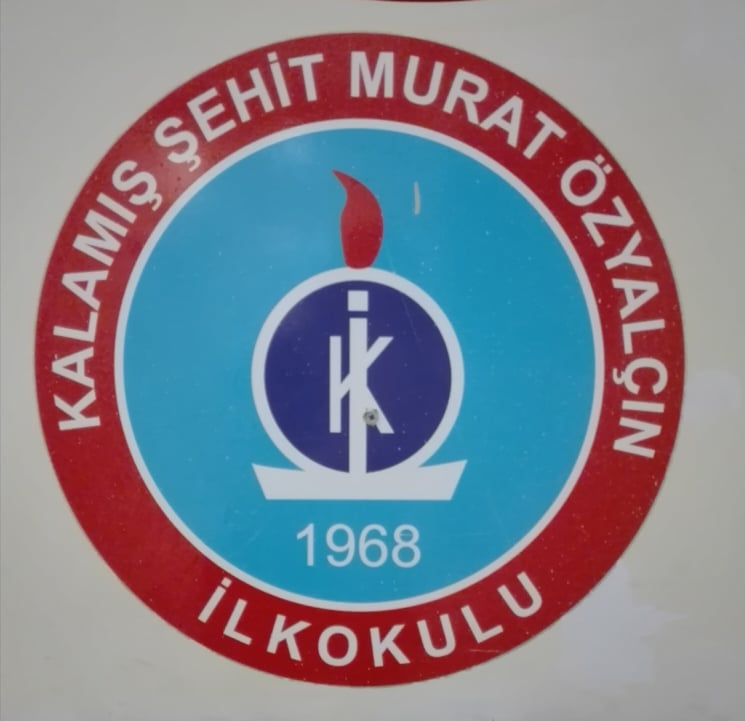 KALAMIŞ ŞEHİT MURAT ÖZYALÇIN
İK
1968
İLKOKULU